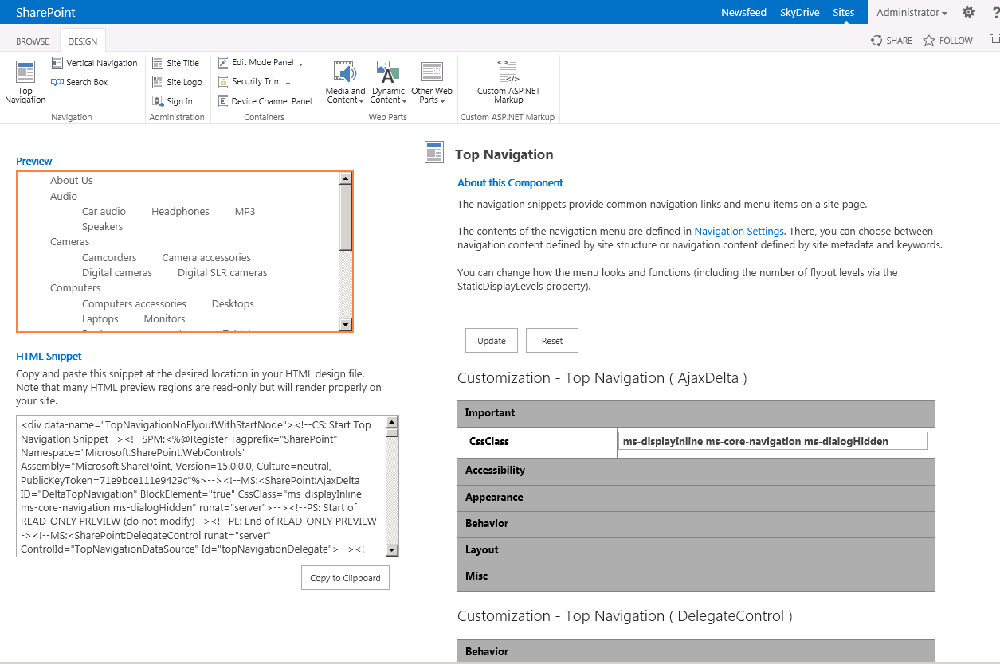 SharePoint
Newsfeed SkyDrive Sites Administrator ?
BROWSE DESIGN
SHARE FOLLOW
Top Navigation
Vertical Navigation
Search Box
Navigation
Site Title
Site Logo
Sign In
Administration
Edit Mode Panel
Security Trim
Device Channel Panel
Containers
Media and Content
Dynamic Content
Other Web Parts
Web Parts
Custom ASP.NET Markup
Custom ASP.NET Markup
Preview
About Us
Audio
Car audio Headphones MP3
Speakers
Cameras
Camcorders Camera accessories
Digital cameras Digital SLR cameras
Computers
Computers accessories Desktops
Laptops Monitors
HTML Snippet
Copy and paste this snippet at the desired location in your HTML design file.
Note that many HTML preview regions are read-only but will render properly on
your site.
<div data-name="TopNavigationNoFlyoutWithStartNode"><!--CS: Start Top
Navigation Snippet--><!--SPM:<%@Register Tagprefix="SharePoint"
Namespace="Microsoft.SharePoint.WebControls"
Assembly="Microsoft.SharePoint, Version=15.0.0.0, Culture=neutral,
PublicKeyToken=71e9bce111e9429c"%>--><!--MS:<SharePoint:AjaxDelta
ID="DeltaTopNavigation" BlockElement="true" CssClass="ms-displayInline
ms-core-navigation ms-dialogHidden" runat="server">--><!--PS: Start of
READ-ONLY PREVIEW (do not modify)--><!--PE: End of READ-ONLY PREVIEW-
-><!--MS:<SharePoint:DelegateControl runat="server"
ControlId="TopNavigationDataSource" Id="topNavigationDelegate">--><!--
Copy to Clipboard
Top Navigation
About this Component
The navigation snippets provide common navigation links and menu items on a site page.
The contents of the navigation menu are defined in Navigation Settings. There, you can choose between
navigation content defined by site structure or navigation content defined by site metadata and keywords.
You can change how the menu looks and functions (including the number of flyout levels via the
StaticDisplayLevels property).
Update Reset
Customization - Top Navigation ( AjaxDelta )
Important
CssClass ms-displayInline ms-core-navigation ms-dialogHidden
Accessibility
Appearance
Behavior
Layout
Misc
Customization - Top Navigation ( DelegateControl )
Behavior